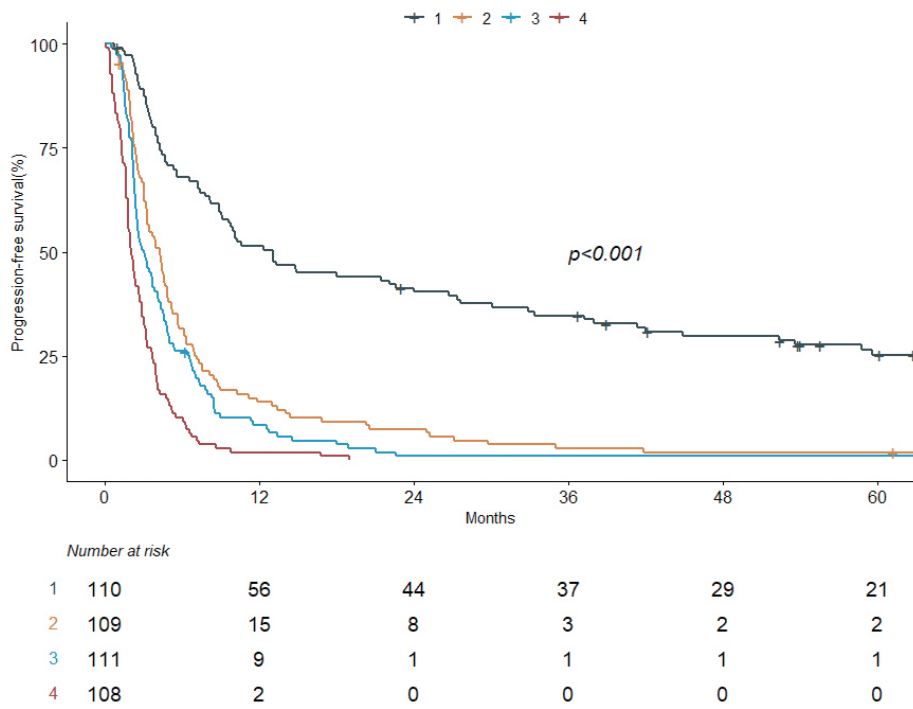 1 2 3 4
100
75
50
25
0
Progression-free survival(%)
p<0.001
0 12 24 36 48 60
Months
Number at risk
1 110 56 44 37 29 21
2 109 15 8 3 2 2
3 111 9 1 1 1 1
4 108 2 0 0 0 0